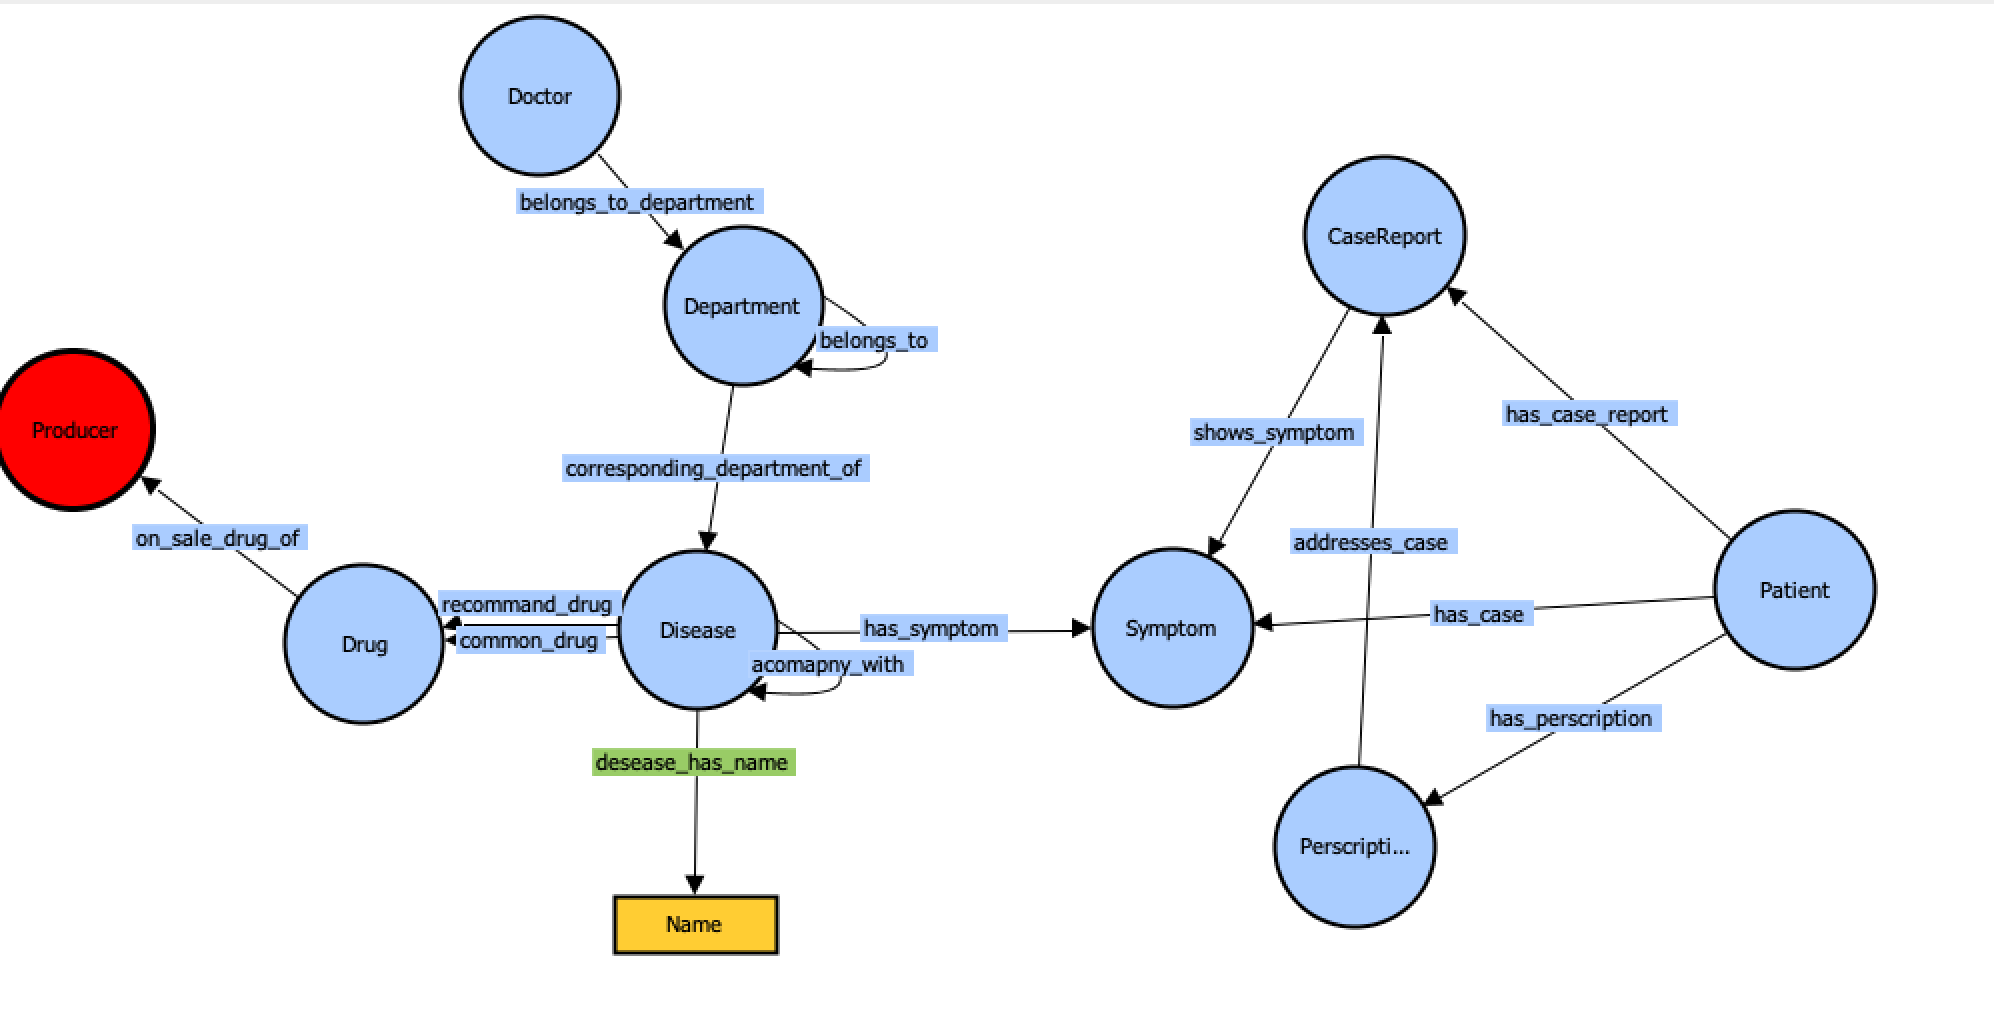 Doctor
belongs_to_department
CaseReport
Department
belongs_to
has_case_report
Producer
shows_symptom
corresponding_department_of
on_sale_drug_of
addresses_case
Patient
recommand_drug
has_case
Drug
common_drug
Disease
has_symptom
Symptom
acomapny_with
has_perscription
desease_has_name
Perscripti...
Name